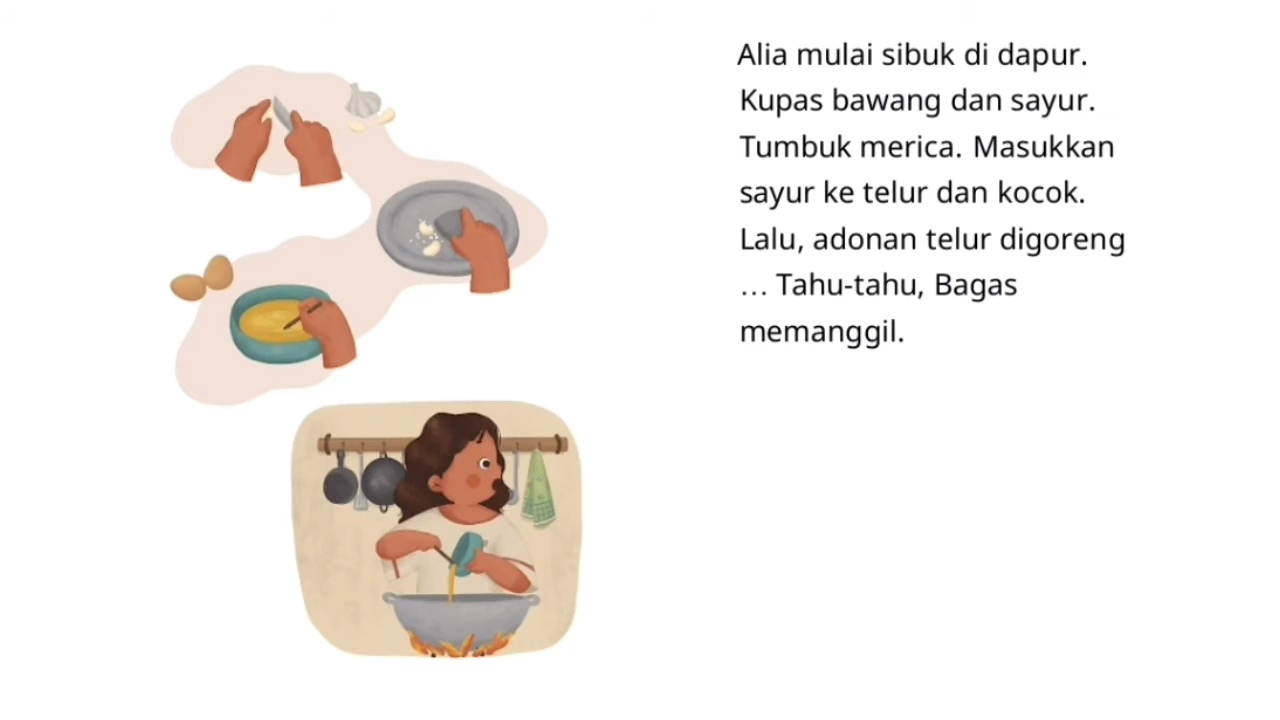 Alia mulai sibuk di dapur.
Kupas bawang dan sayur.
Tumbuk merica. Masukkan
sayur ke telur dan kocok.
Lalu, adonan telur digoreng
… Tahu-tahu, Bagas
memanggil.